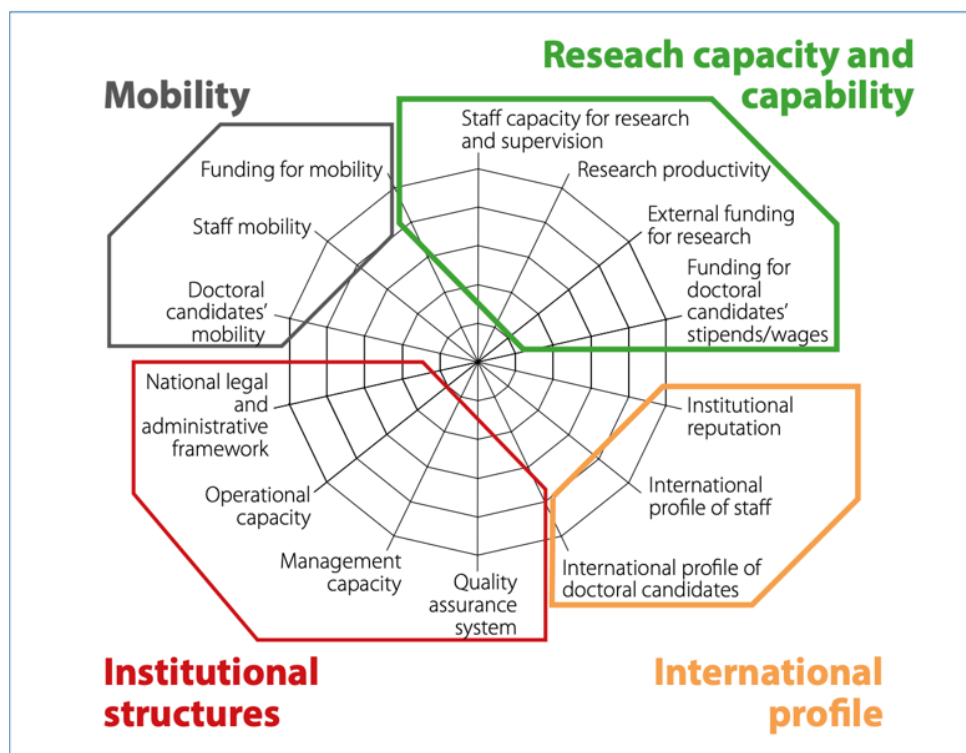 Mobility
Reseach capacity and
capability
Funding for mobility
Staff mobility
Doctoral
candidates’
mobility
Staff capacity for research
and supervision
Research productivity
External funding
for research
Funding for
doctoral
candidates’
stipends/wages
National legal
and
administrative
framework
Operational
capacity
Management
capacity
Quality
assurance
system
Institutional
reputation
International
profile of staff
International profile of
doctoral candidates
Institutional
structures
International
profile